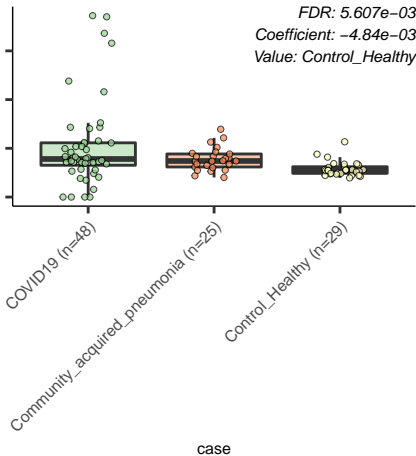 FDR: 5.607e−03
Coefficient: −4.84e−03
Value: Control_Healthy
COVID19 (n=48)
Community_acquired_pneumonia (n=25)
Control_Healthy (n=29)
case